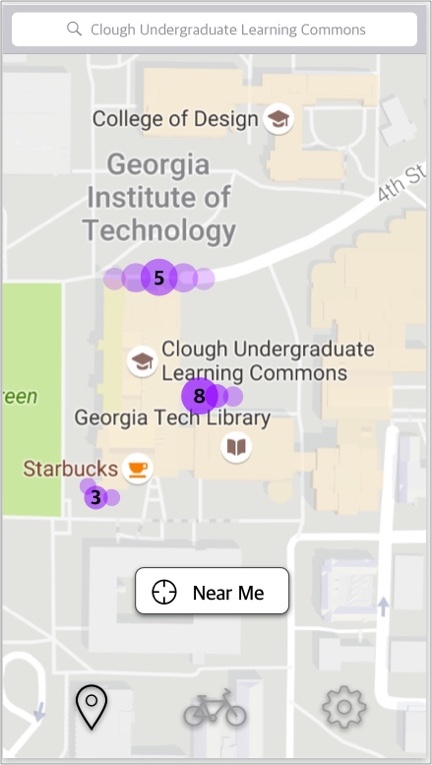 Clough Undergraduate Learning Commons
College of Design
Georgia
Institute of
Technology
4th St
5
Clough Undergraduate
Learning Commons
8
reen
Georgia Tech Library
Starbucks
3
Near Me